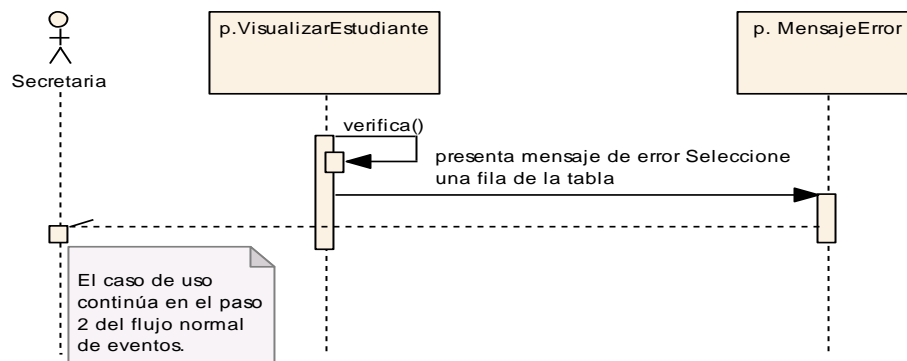 Secretaria
p.VisualizarEstudiante
p. MensajeError
verifica()
presenta mensaje de error Seleccione
una fila de la tabla
El caso de uso
continúa en el paso
2 del flujo normal
de eventos.